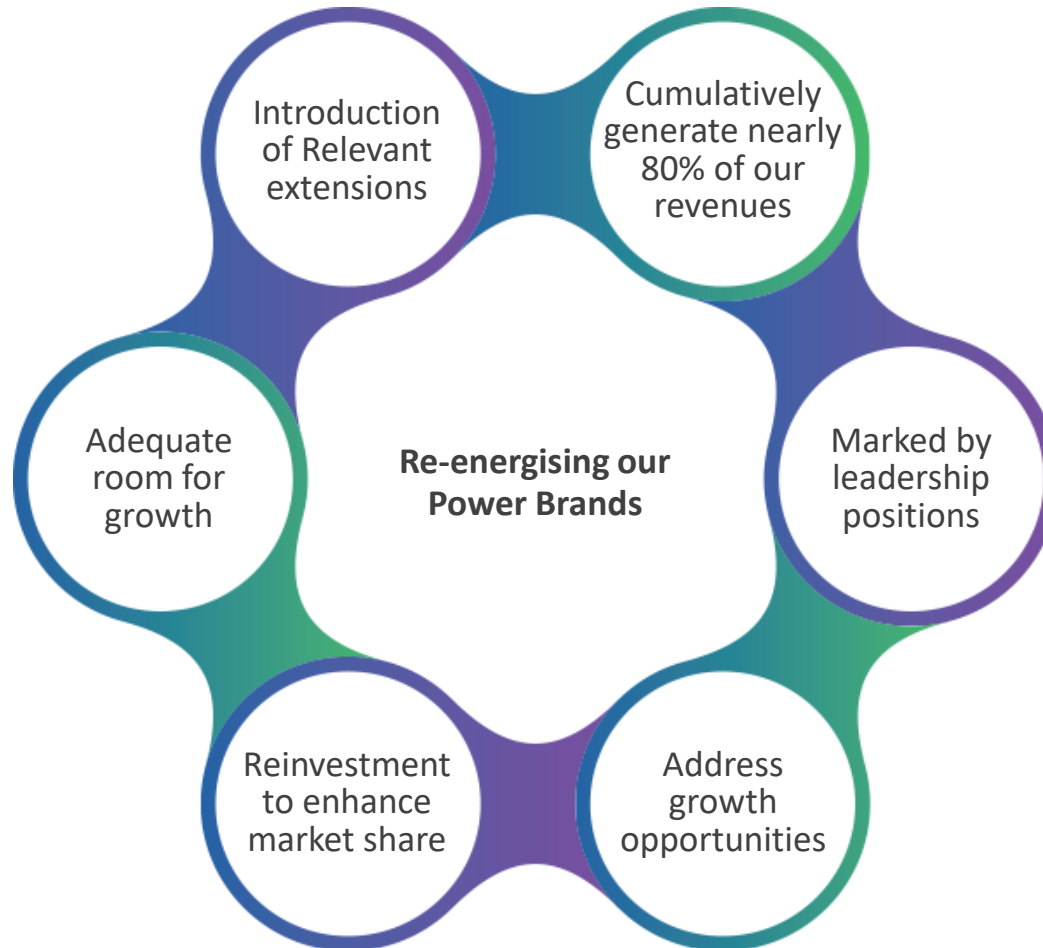 Introduction
of Relevant
extensions
Cumulatively
generate nearly
80% of our
revenues
Adequate
room for
growth
Re-energising our
Power Brands
Marked by
leadership
positions
Reinvestment
to enhance
market share
Address
growth
opportunities